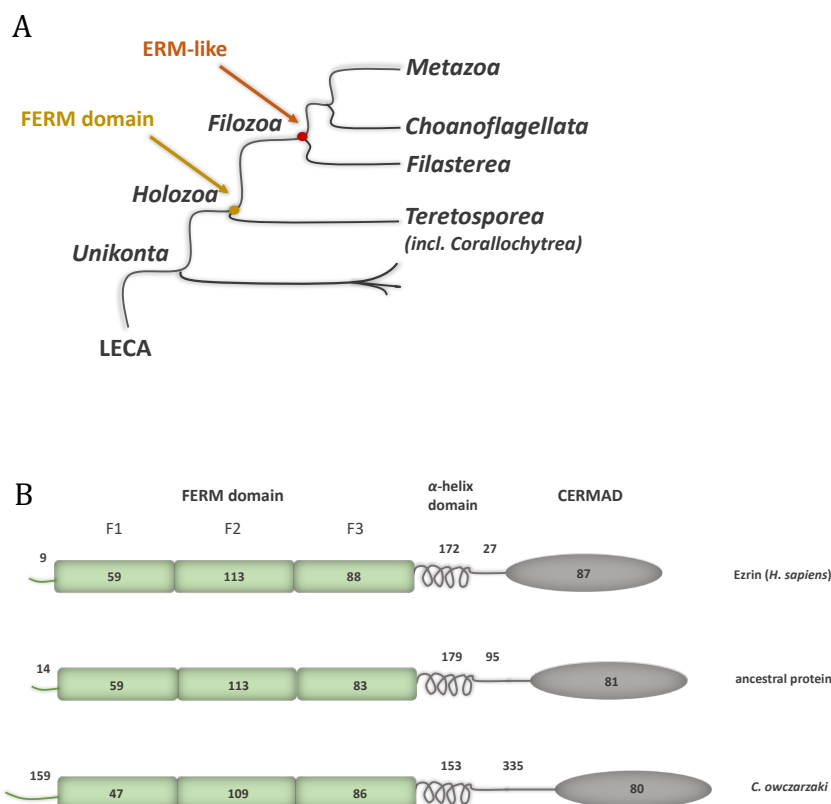 A
ERM-like
Metazoa
FERM domain
Filozoa
Choanoflagellata
Filasterea
Holozoa
Teretosporea
(incl. Corallochytrea)
Unikonta
LECA
B
FERM domain
α-helix
domain
CERMAD
F1 F2 F3
9 172 27
59 113 88 87 Ezrin (H. sapiens)
14 179 95
59 113 83 81 ancestral protein
159 153 335
47 109 86 80 C. owczarzaki